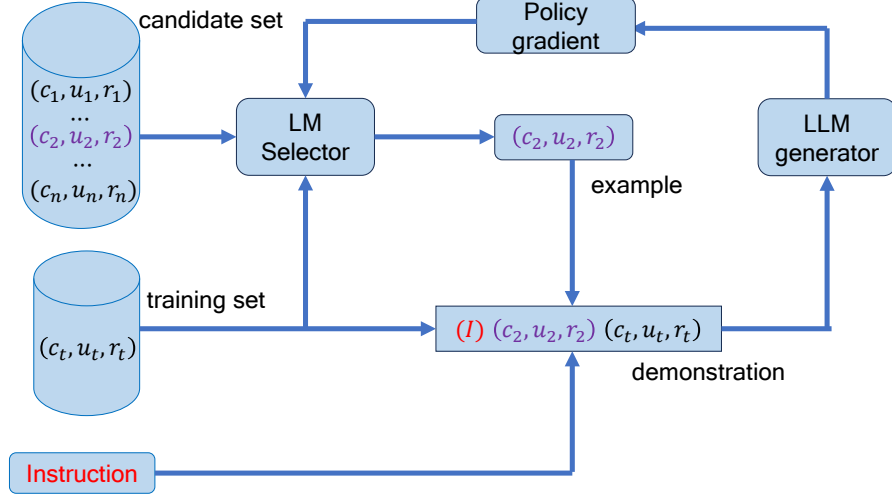 candidate set
Policy
gradient
(c₁, u₁, r₁)
...
(c₂, u₂, r₂)
...
(cₙ, uₙ, rₙ)
LM
Selector
(c₂, u₂, r₂)
LLM
generator
example
training set
(cₜ, uₜ, rₜ)
(I) (c₂, u₂, r₂) (cₜ, uₜ, rₜ)
demonstration
Instruction